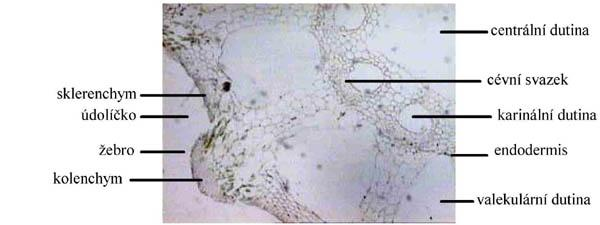 centrální dutina
cévní svazek
sklerenchym
údolíčko
karinální dutina
žebro
endodermis
kolenchym
valekulární dutina